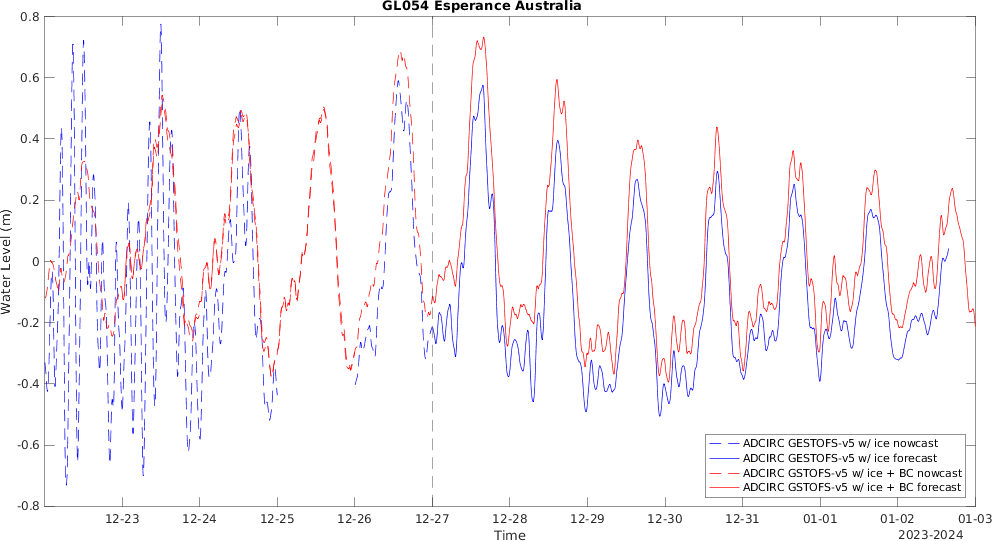 GL054 Esperance Australia
0.8
0.6
0.4
0.2
0
-0.2
-0.4
-0.6
-0.8
Water Level (m)
12-23 12-24 12-25 12-26 12-27 12-28 12-29 12-30 12-31 01-01 01-02 01-03
Time
2023-2024
ADCIRC GESTOFS-v5 w/ ice nowcast
ADCIRC GESTOFS-v5 w/ ice forecast
ADCIRC GSTOFS-v5 w/ ice + BC nowcast
ADCIRC GSTOFS-v5 w/ ice + BC forecast